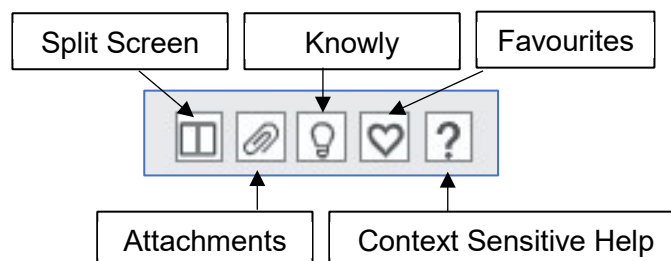 Split Screen
Knowly
Favourites
Attachments
Context Sensitive Help